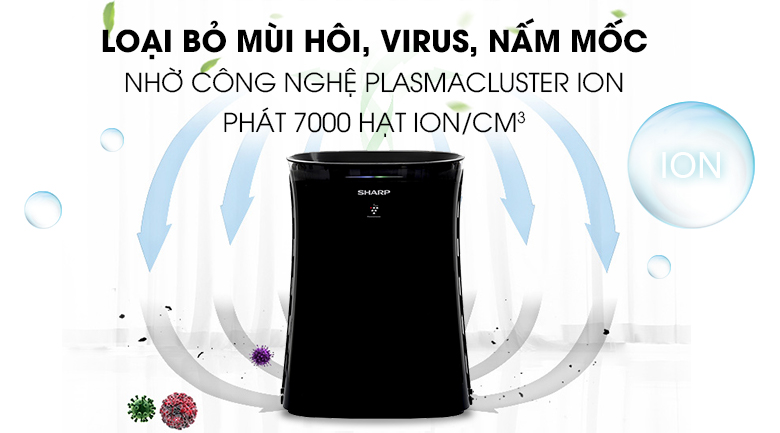 LOẠI BỎ MÙI HÔI, VIRUS, NẤM MỐC
NHỜ CÔNG NGHỆ PLASMACLUSTER ION
PHÁT 7000 HẠT ION/CM³
ION
SHARP